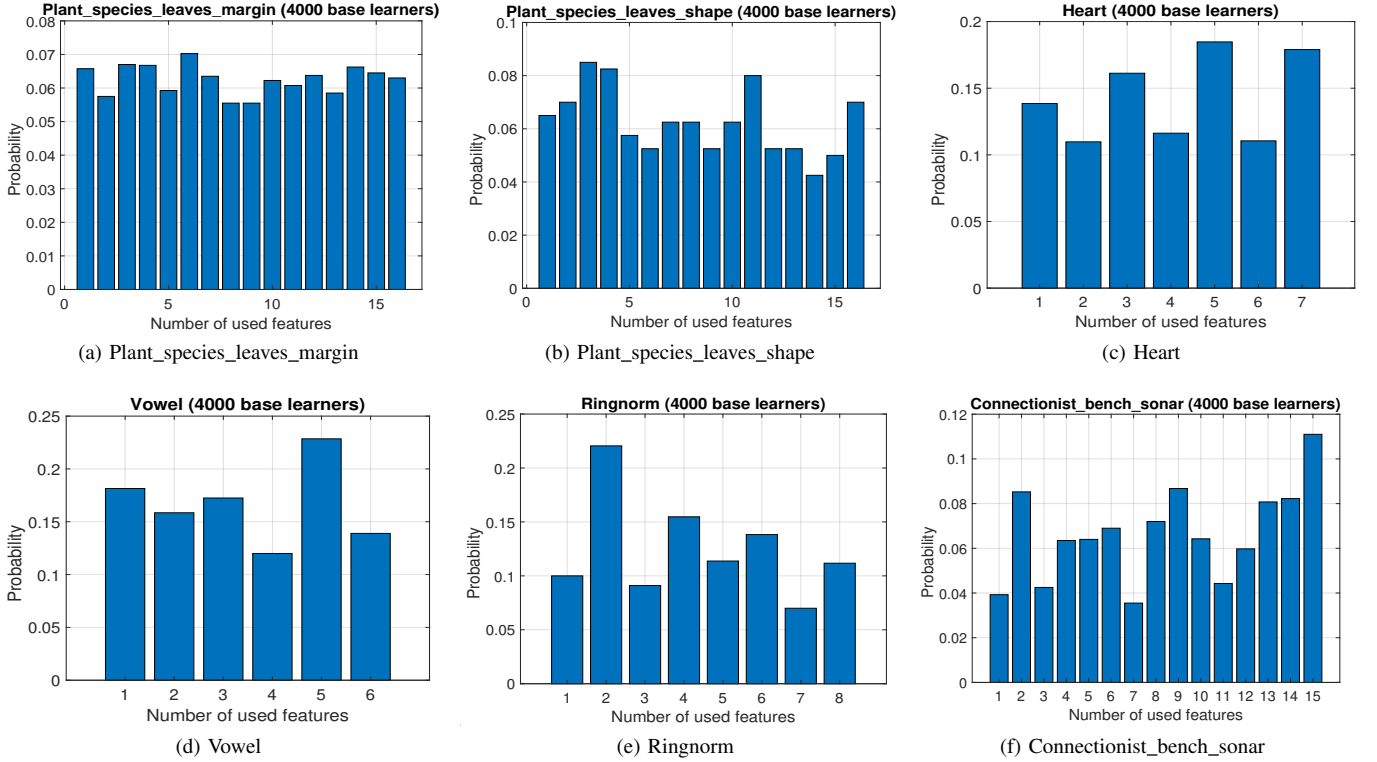 Plant_species_leaves_margin (4000 base learners)
0.08
0.07
0.06
0.05
0.04
0.03
0.02
0.01
0
Probability
0 5 10 15
Number of used features
(a) Plant_species_leaves_margin
Plant_species_leaves_shape (4000 base learners)
0.1
0.08
0.06
0.04
0.02
0
Probability
0 5 10 15
Number of used features
(b) Plant_species_leaves_shape
Heart (4000 base learners)
0.2
0.15
0.1
0.05
0
Probability
1 2 3 4 5 6 7
Number of used features
(c) Heart
Vowel (4000 base learners)
0.25
0.2
0.15
0.1
0.05
0
Probability
1 2 3 4 5 6
Number of used features
(d) Vowel
Ringnorm (4000 base learners)
0.25
0.2
0.15
0.1
0.05
0
Probability
1 2 3 4 5 6 7 8
Number of used features
(e) Ringnorm
Connectionist_bench_sonar (4000 base learners)
0.12
0.1
0.08
0.06
0.04
0.02
0
Probability
1 2 3 4 5 6 7 8 9 10 11 12 13 14 15
Number of used features
(f) Connectionist_bench_sonar